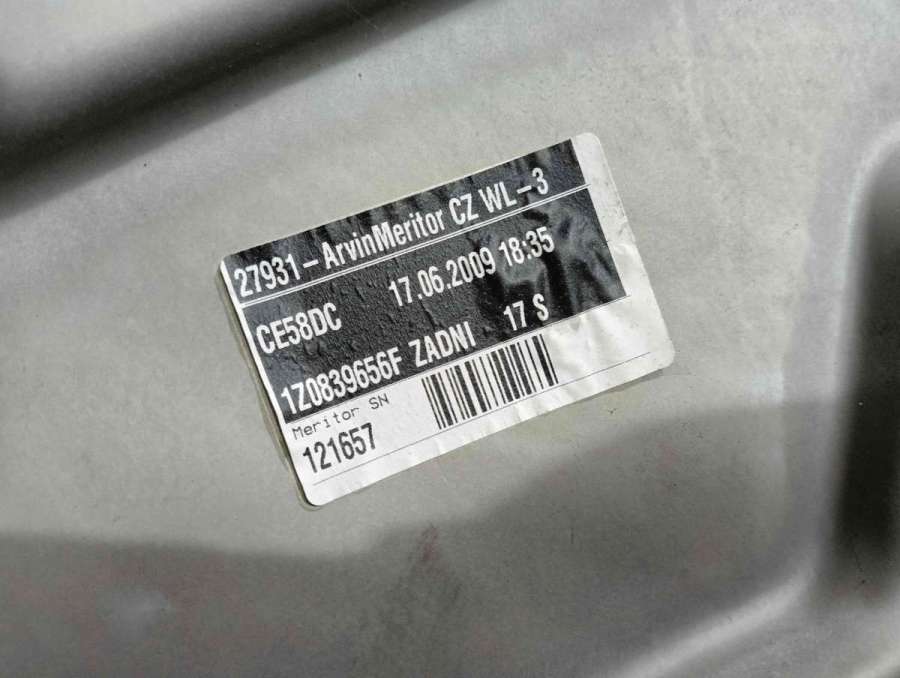 27931 - ArvinMeritor CZ WL - 3
CE58DC 17.06.2009 18:35
1Z0839656F ZADNI 17 S
Meritor SN
121657